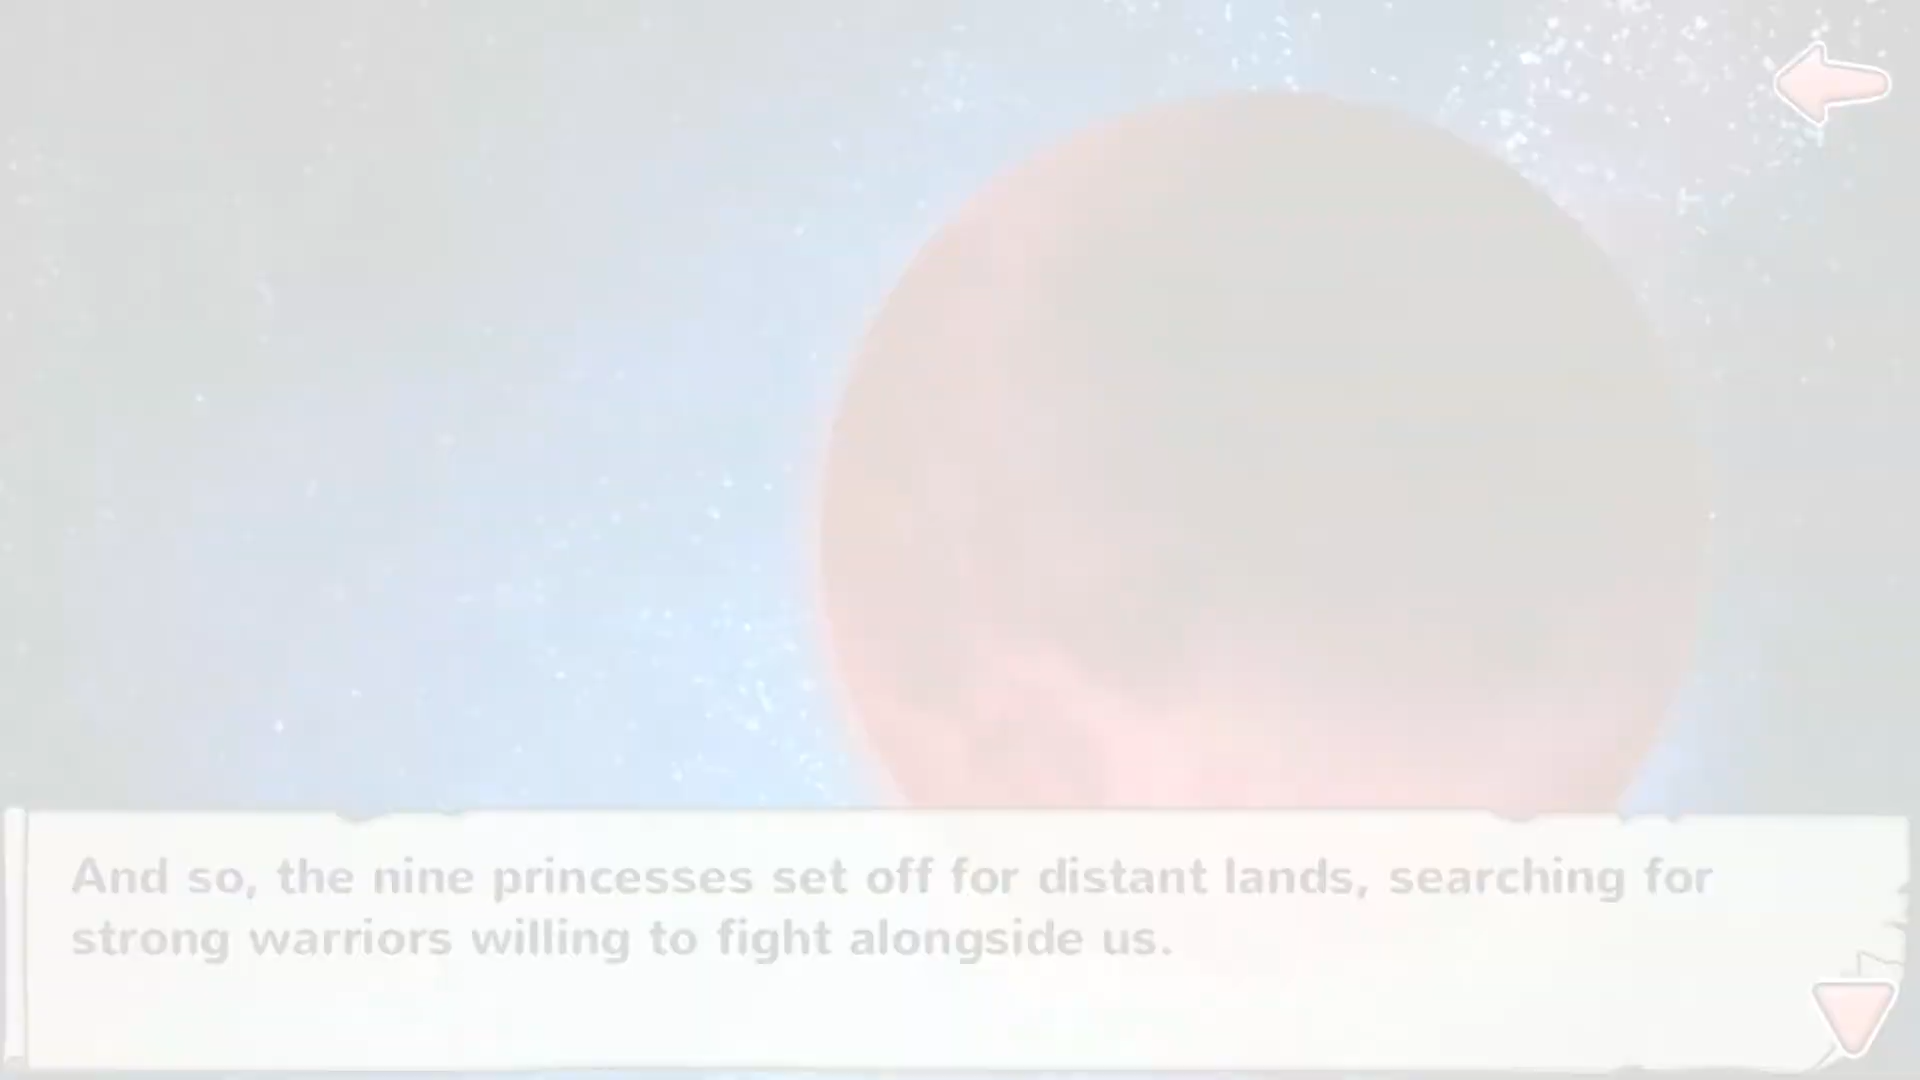 And so, the nine princesses set off for distant lands, searching for
strong warriors willing to fight alongside us.